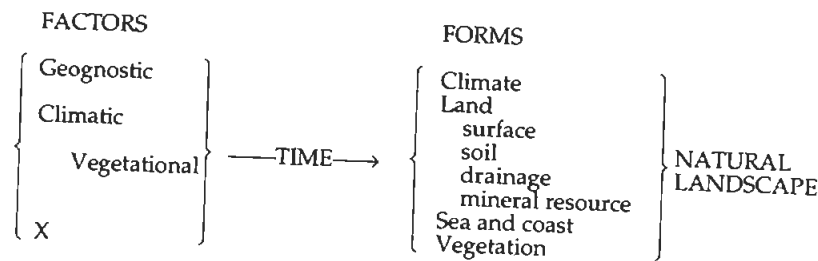 FACTORS
Geognostic
Climatic
Vegetational
X
TIME
FORMS
Climate
Land
surface
soil
drainage
mineral resource
Sea and coast
Vegetation
NATURAL
LANDSCAPE